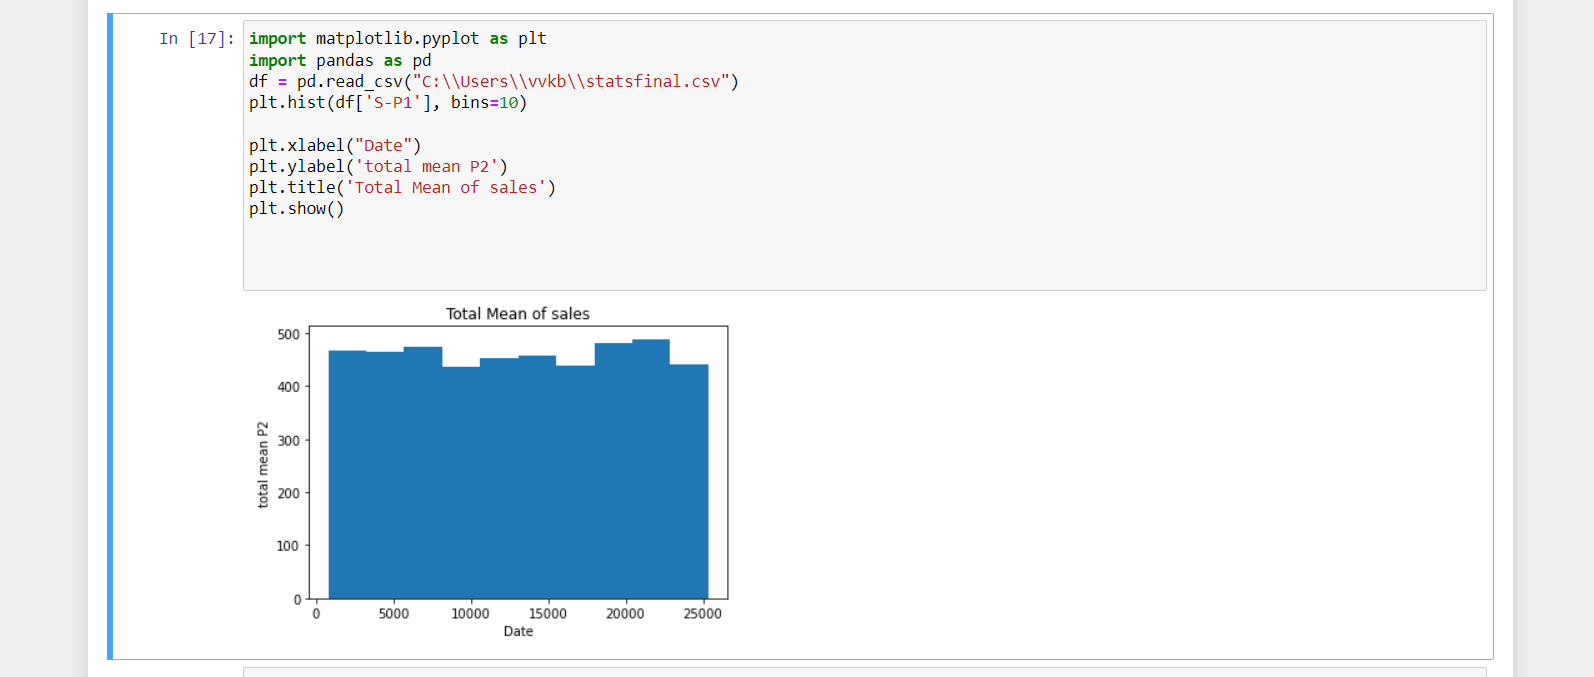 In [17]:
import matplotlib.pyplot as plt
import pandas as pd
df = pd.read_csv("C:\\Users\\vvkb\\statsfinal.csv")
plt.hist(df['S-P1'], bins=10)
plt.xlabel("Date")
plt.ylabel('total mean P2')
plt.title('Total Mean of sales')
plt.show()
Total Mean of sales
500
400
300
200
100
0
total mean P2
0 5000 10000 15000 20000 25000
Date